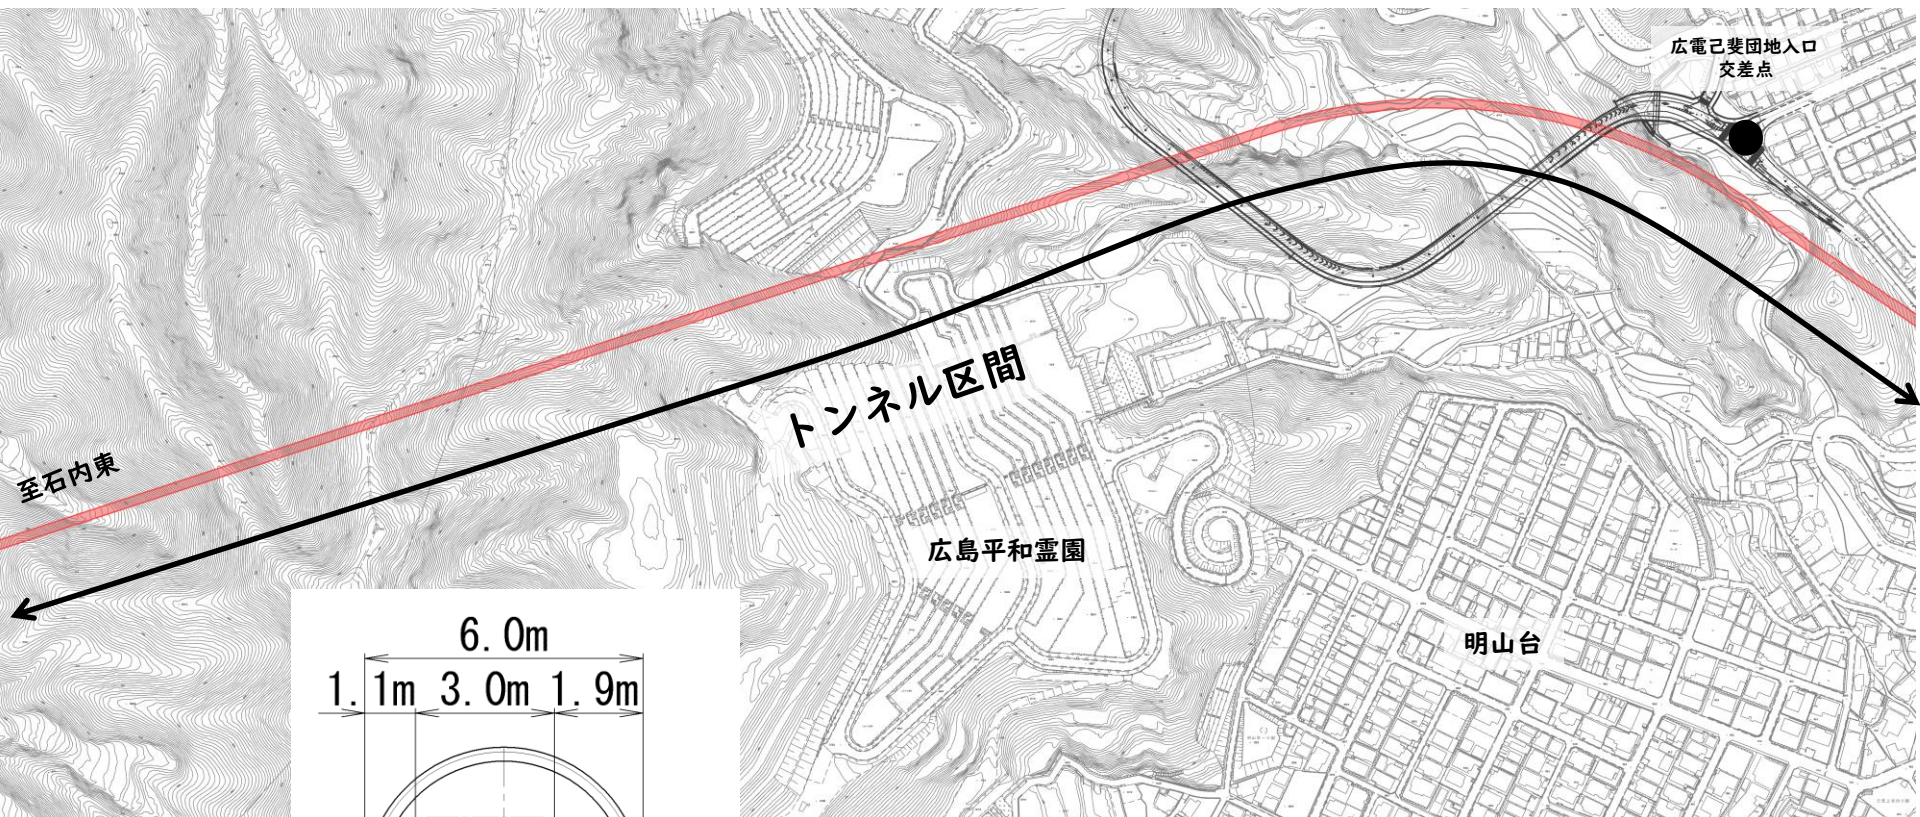 広電己斐団地入口
交差点
トンネル区間
至石内東
広島平和霊園
明山台
6.0m
1.1m 3.0m 1.9m